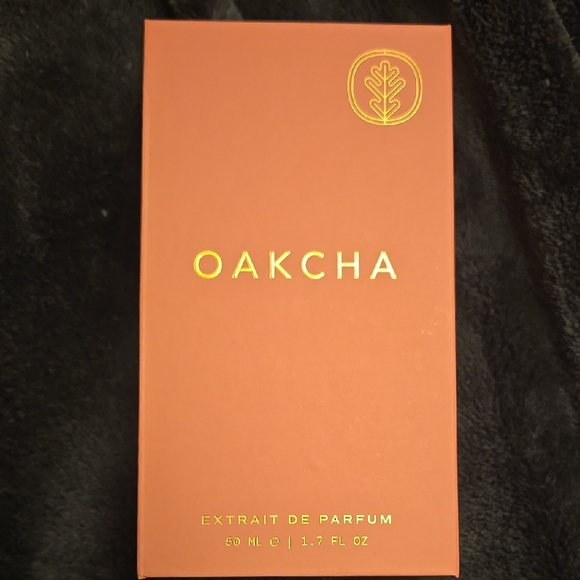 OAKCHA
EXTRAIT DE PARFUM
50 ML ℮ | 1.7 FL OZ